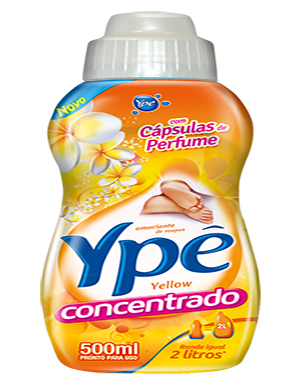 Ypê
Novo
com
Cápsulas de
Perfume
amaciante
de roupas
Ypê
Yellow
concentrado
500ml
PRONTO PARA USO
2L
Rende igual
2 litros*